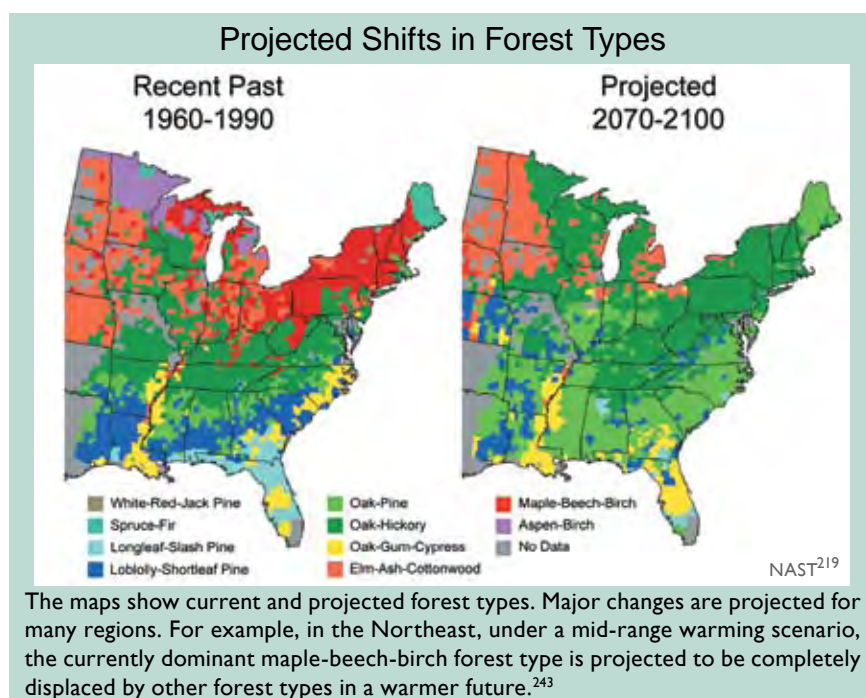 Projected Shifts in Forest Types
Recent Past
1960-1990
Projected
2070-2100
White-Red-Jack Pine
Spruce-Fir
Longleaf-Slash Pine
Loblolly-Shortleaf Pine
Oak-Pine
Oak-Hickory
Oak-Gum-Cypress
Elm-Ash-Cottonwood
Maple-Beech-Birch
Aspen-Birch
No Data
NAST219
The maps show current and projected forest types. Major changes are projected for
many regions. For example, in the Northeast, under a mid-range warming scenario,
the currently dominant maple-beech-birch forest type is projected to be completely
displaced by other forest types in a warmer future.243